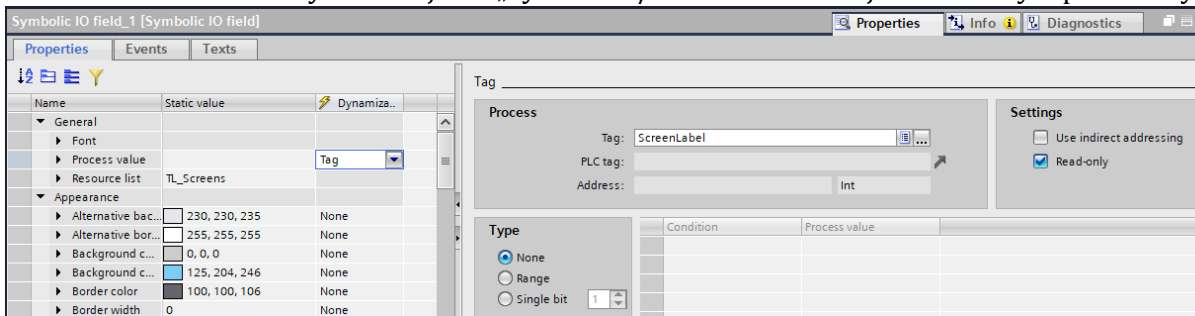 Symbolic IO field_1 [Symbolic IO field]
Properties Info Diagnostics
Properties Events Texts
Name Static value Dynamiza..
General
Font
Process value Tag
Resource list TL_Screens
Appearance
Alternative bac... 230, 230, 235 None
Alternative bor... 255, 255, 255 None
Background c... 0, 0, 0 None
Background c... 125, 204, 246 None
Border color 100, 100, 106 None
Border width 0 None
Tag
Process
Tag: ScreenLabel ...
PLC tag:
Address: Int
Settings
Use indirect addressing
Read-only
Type
None
Range
Single bit 1
Condition Process value